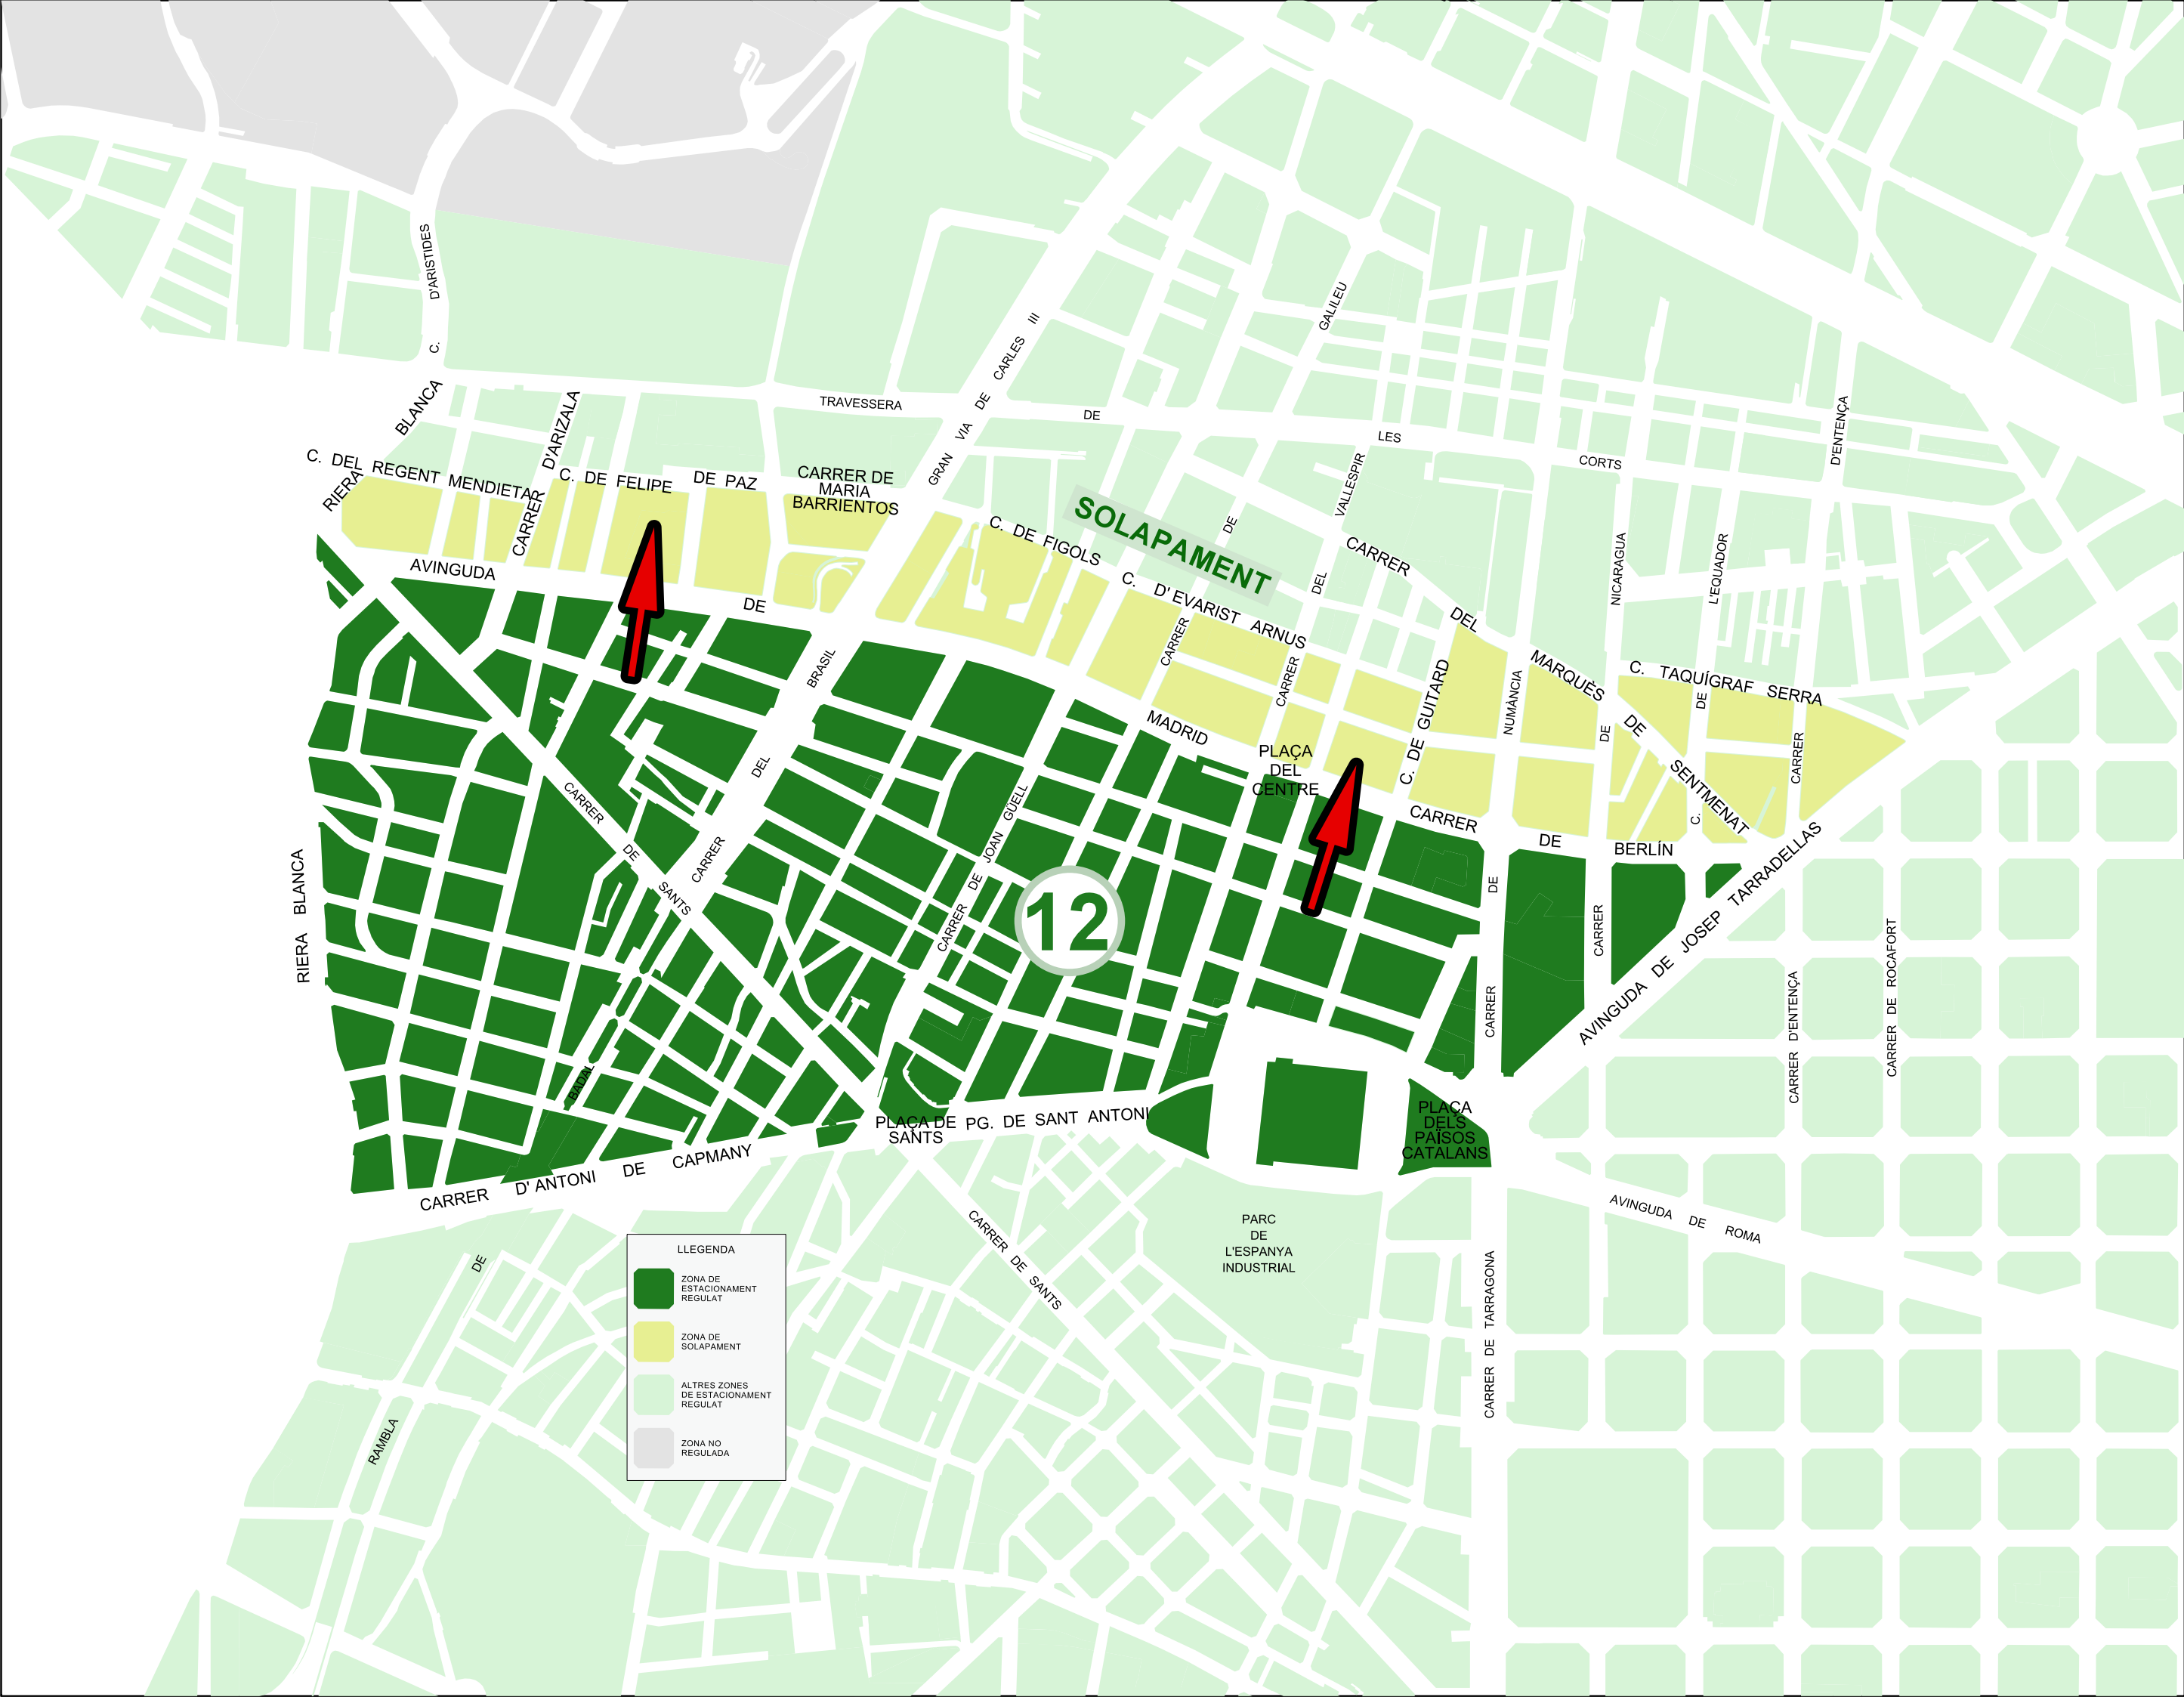 C. D'ARISTIDES
RIERA BLANCA
CARRER D'ARIZALA
C. DEL REGENT MENDIETA
C. DE FELIPE DE PAZ
CARRER DE
MARIA
BARRIENTOS
TRAVESSERA DE LES CORTS
GRAN VIA DE CARLES III
GALILEU
VALLESPIR
SOLAPAMENT
C. DE FIGOLS
C. D'EVARIST ARNUS
CARRER DE
CARRER DEL
CARRER DEL MARQUÈS DE SENTMENAT
C. DE GUITARD
NUMÀNCIA
CARRER DE
NICARAGUA
CARRER DE
L'EQUADOR
C. DE
D'ENTENÇA
CARRER
C. TAQUÍGRAF SERRA
AVINGUDA DE MADRID
PLAÇA
DEL
CENTRE
CARRER DE BERLÍN
AVINGUDA DE JOSEP TARRADELLAS
CARRER DEL BRASIL
CARRER DE SANTS
CARRER DE JOAN GÜELL
12
RIERA BLANCA
BADAL
RAMBLA DE
CARRER D'ANTONI DE CAPMANY
PLAÇA DE
SANTS
PG. DE SANT ANTONI
PLAÇA
DELS
PAÏSOS
CATALANS
CARRER D'ENTENÇA
CARRER DE ROCAFORT
AVINGUDA DE ROMA
CARRER DE SANTS
PARC
DE
L'ESPANYA
INDUSTRIAL
CARRER DE TARRAGONA
LLEGENDA
ZONA DE
ESTACIONAMENT
REGULAT
ZONA DE
SOLAPAMENT
ALTRES ZONES
DE ESTACIONAMENT
REGULAT
ZONA NO
REGULADA